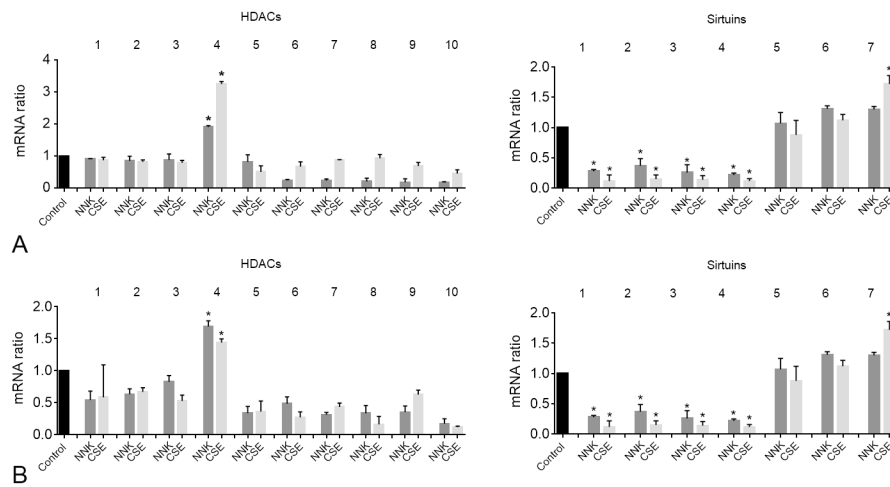 HDACs
1 2 3 4 5 6 7 8 9 10
mRNA ratio
4
3
2
1
0
* *
Control NNK CSE NNK CSE NNK CSE NNK CSE NNK CSE NNK CSE NNK CSE NNK CSE NNK CSE NNK CSE
A
Sirtuins
1 2 3 4 5 6 7
mRNA ratio
2.0
1.5
1.0
0.5
0.0
* * * * * * * * *
Control NNK CSE NNK CSE NNK CSE NNK CSE NNK CSE NNK CSE NNK CSE
HDACs
1 2 3 4 5 6 7 8 9 10
mRNA ratio
2.0
1.5
1.0
0.5
0.0
* *
Control NNK CSE NNK CSE NNK CSE NNK CSE NNK CSE NNK CSE NNK CSE NNK CSE NNK CSE NNK CSE
B
Sirtuins
1 2 3 4 5 6 7
mRNA ratio
2.0
1.5
1.0
0.5
0.0
* * * * * * * * *
Control NNK CSE NNK CSE NNK CSE NNK CSE NNK CSE NNK CSE NNK CSE